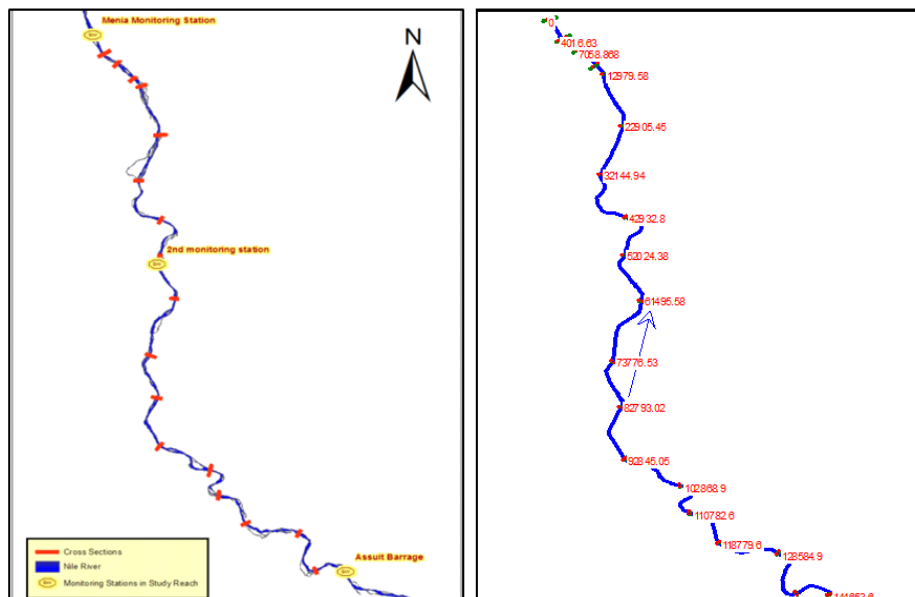 Menia Monitoring Station
N
2nd monitoring station
Assuit Barrage
Cross Sections
Nile River
Monitoring Stations in Study Reach
0
4016.63
7058.868
12979.58
22905.45
32144.94
42932.8
52024.38
61495.58
73776.53
82793.02
92845.05
102868.9
110782.6
118779.6
128584.9